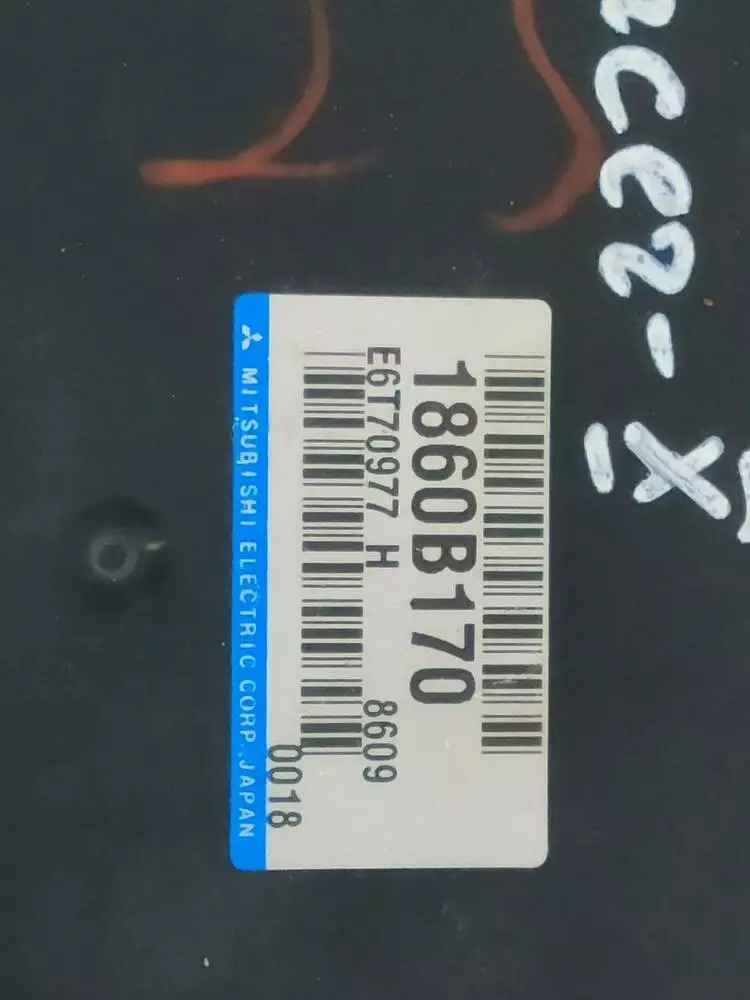 1860B170
E6T70977 H 8609
0018
MITSUBISHI ELECTRIC CORP., JAPAN